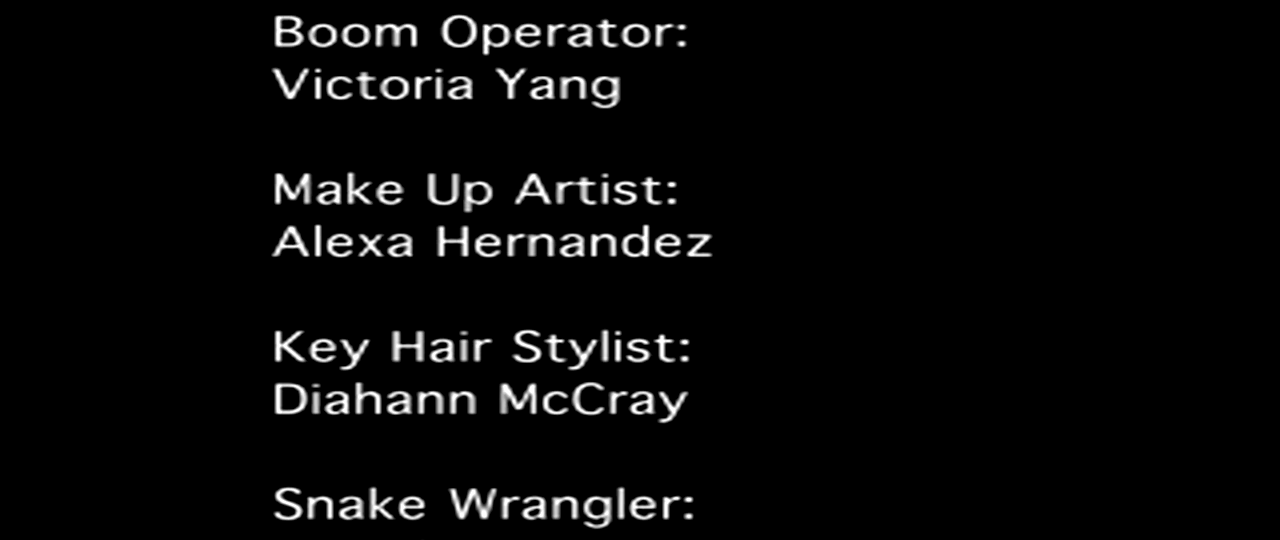 Boom Operator:
Victoria Yang
Make Up Artist:
Alexa Hernandez
Key Hair Stylist:
Diahann McCray
Snake Wrangler: